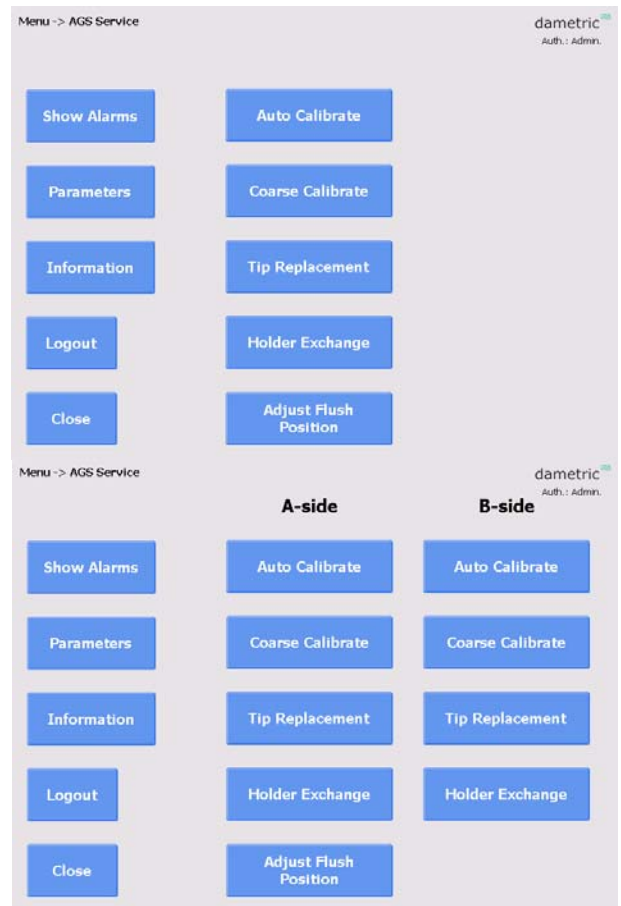 Menu -> AGS Service
dametric
Auth.: Admin.
Show Alarms
Auto Calibrate
Parameters
Coarse Calibrate
Information
Tip Replacement
Logout
Holder Exchange
Close
Adjust Flush
Position
Menu -> AGS Service
dametric
Auth.: Admin.
A-side
B-side
Show Alarms
Auto Calibrate
Auto Calibrate
Parameters
Coarse Calibrate
Coarse Calibrate
Information
Tip Replacement
Tip Replacement
Logout
Holder Exchange
Holder Exchange
Close
Adjust Flush
Position